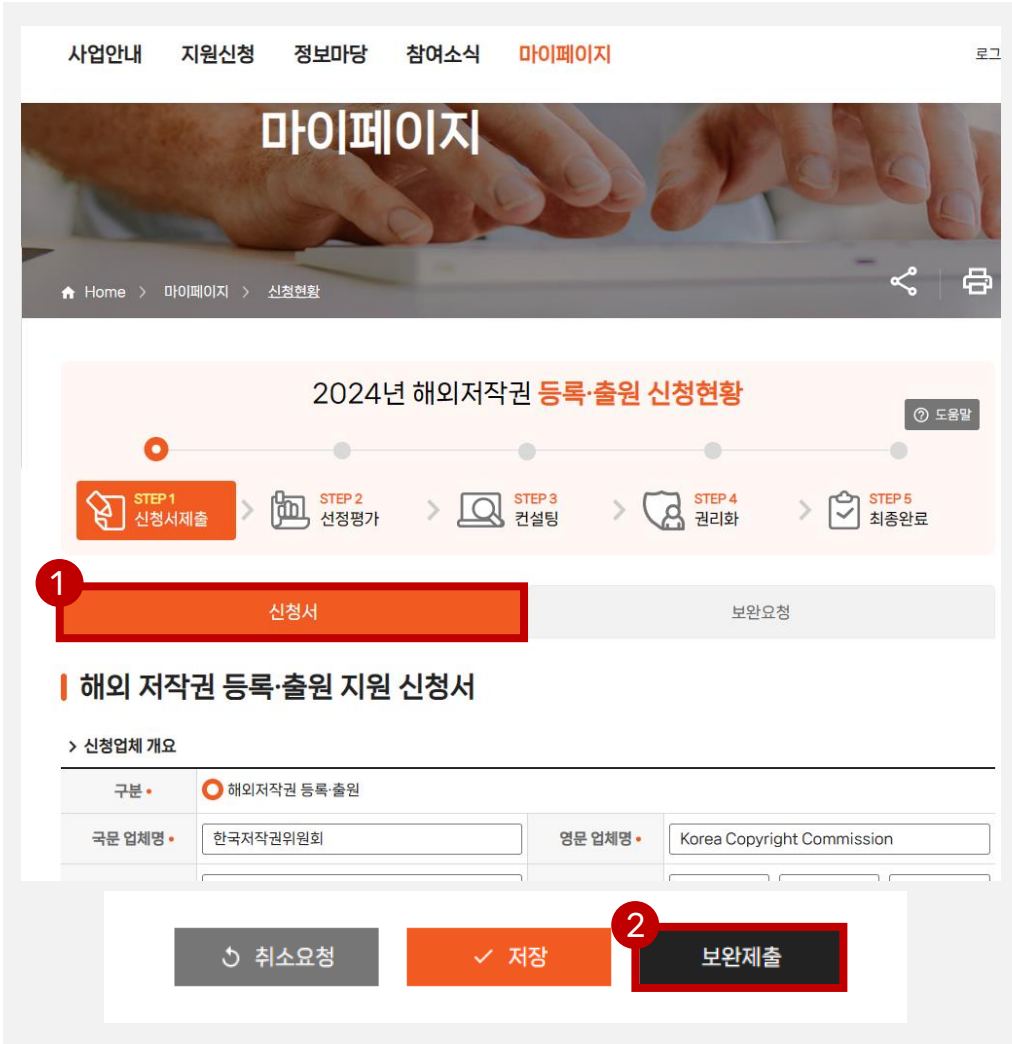 사업안내 지원신청 정보마당 참여소식 마이페이지 로그
마이페이지
Home > 마이페이지 > 신청현황
2024년 해외저작권 등록·출원 신청현황
도움말
STEP 1 STEP 2 STEP 3 STEP 4 STEP 5
신청서제출 > 선정평가 > 컨설팅 > 권리화 > 최종완료
1
신청서 보완요청
해외 저작권 등록·출원 지원 신청서
> 신청업체 개요
구분 • 해외저작권 등록·출원
국문 업체명 • 한국저작권위원회 영문 업체명 • Korea Copyright Commission
2
취소요청 저장 보완제출